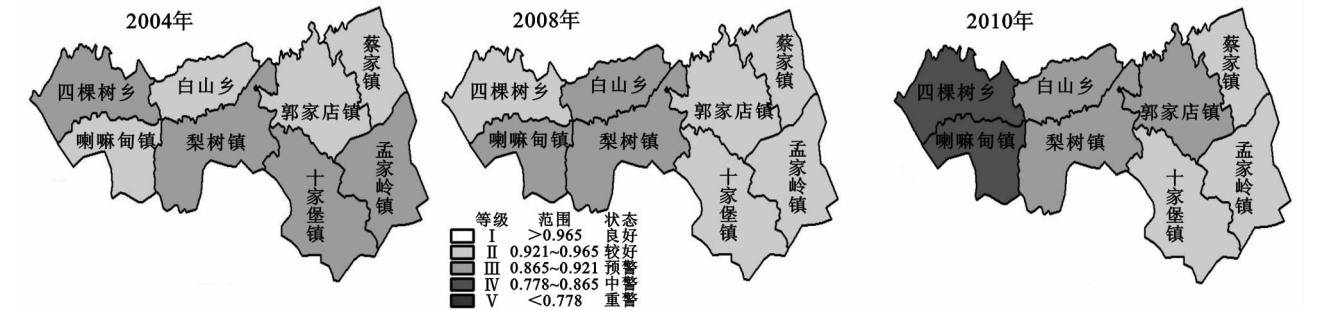 2004年
四棵树乡
白山乡
蔡家镇
郭家店镇
喇嘛甸镇
梨树镇
孟家岭镇
十家堡镇
2008年
四棵树乡
白山乡
蔡家镇
郭家店镇
喇嘛甸镇
梨树镇
孟家岭镇
十家堡镇
等级 范围 状态
Ⅰ >0.965 良好
Ⅱ 0.921~0.965 较好
Ⅲ 0.865~0.921 预警
Ⅳ 0.778~0.865 中警
Ⅴ <0.778 重警
2010年
四棵树乡
白山乡
蔡家镇
郭家店镇
喇嘛甸镇
梨树镇
孟家岭镇
十家堡镇